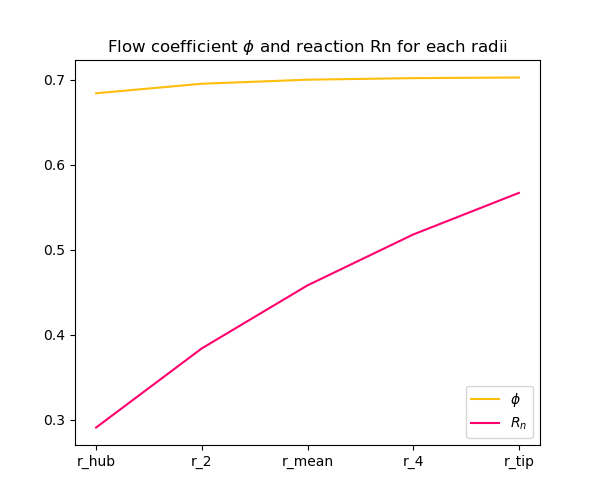 Flow coefficient ϕ and reaction Rn for each radii
0.7
0.6
0.5
0.4
0.3
ϕ
Rₙ
r_hub r_2 r_mean r_4 r_tip